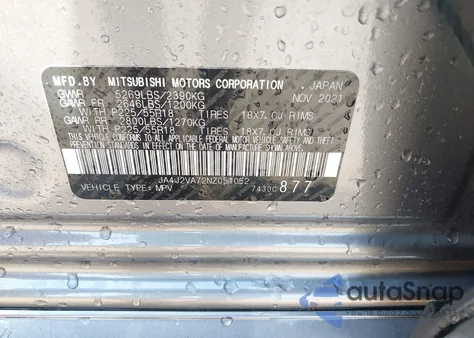 MFD.BY MITSUBISHI MOTORS CORPORATION , JAPAN
GVWR 5269LBS/2390KG NOV 2021
GAWR FR 2646LBS/1200KG
WITH P225/55R18 TIRES, 18X7.0J RIMS
GAWR RR 2800LBS/1270KG
WITH P225/55R18 TIRES, 18X7.0J RIMS
JA4J2VA72NZ051052
VEHICLE TYPE: MPV 74300 877
autoSnap